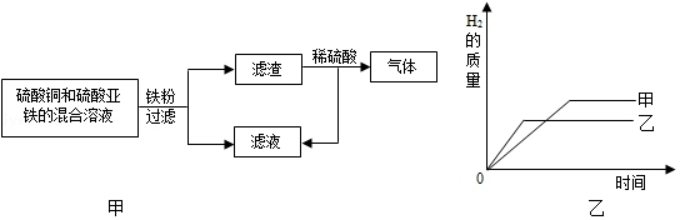 硫酸铜和硫酸亚
铁的混合溶液
铁粉
过滤
滤渣
稀硫酸
气体
滤液
甲
H₂
的
质
量
甲
乙
0
时间
乙